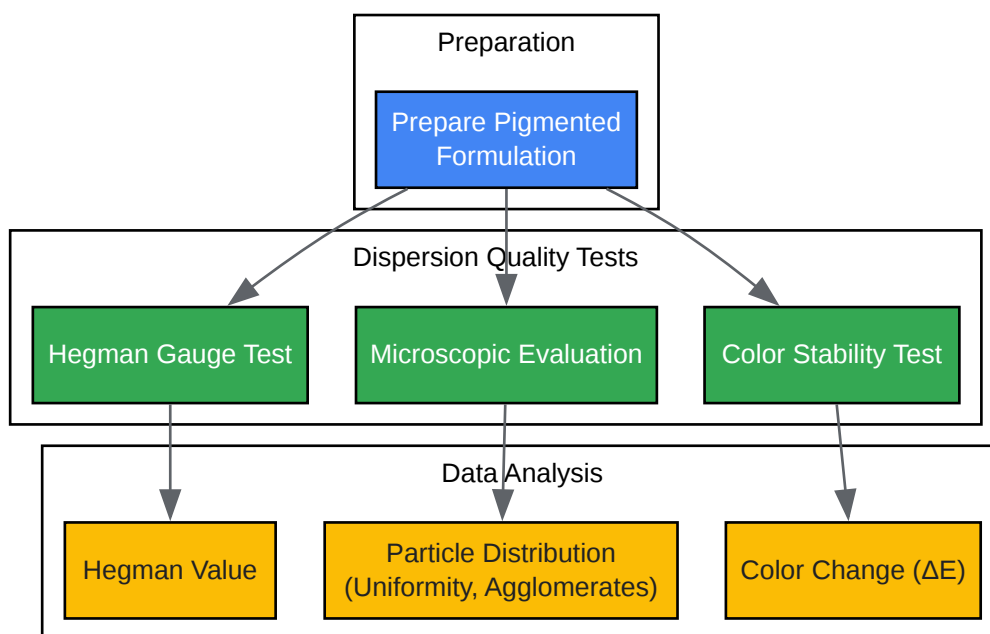 Preparation
Prepare Pigmented
Formulation
Dispersion Quality Tests
Hegman Gauge Test
Microscopic Evaluation
Color Stability Test
Data Analysis
Hegman Value
Particle Distribution
(Uniformity, Agglomerates)
Color Change (ΔE)